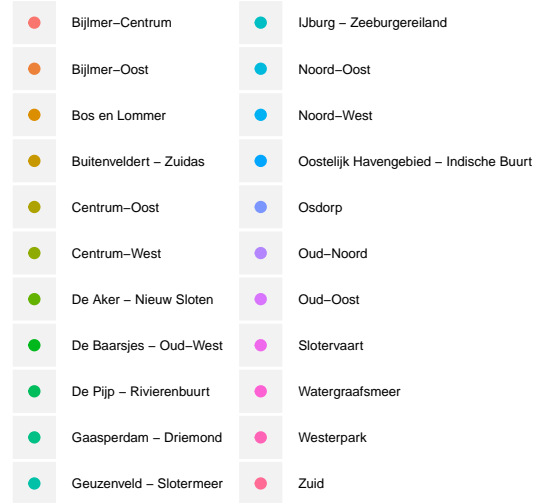 Bijlmer−Centrum
Bijlmer−Oost
Bos en Lommer
Buitenveldert − Zuidas
Centrum−Oost
Centrum−West
De Aker − Nieuw Sloten
De Baarsjes − Oud−West
De Pijp − Rivierenbuurt
Gaasperdam − Driemond
Geuzenveld − Slotermeer
IJburg − Zeeburgereiland
Noord−Oost
Noord−West
Oostelijk Havengebied − Indische Buurt
Osdorp
Oud−Noord
Oud−Oost
Slotervaart
Watergraafsmeer
Westerpark
Zuid